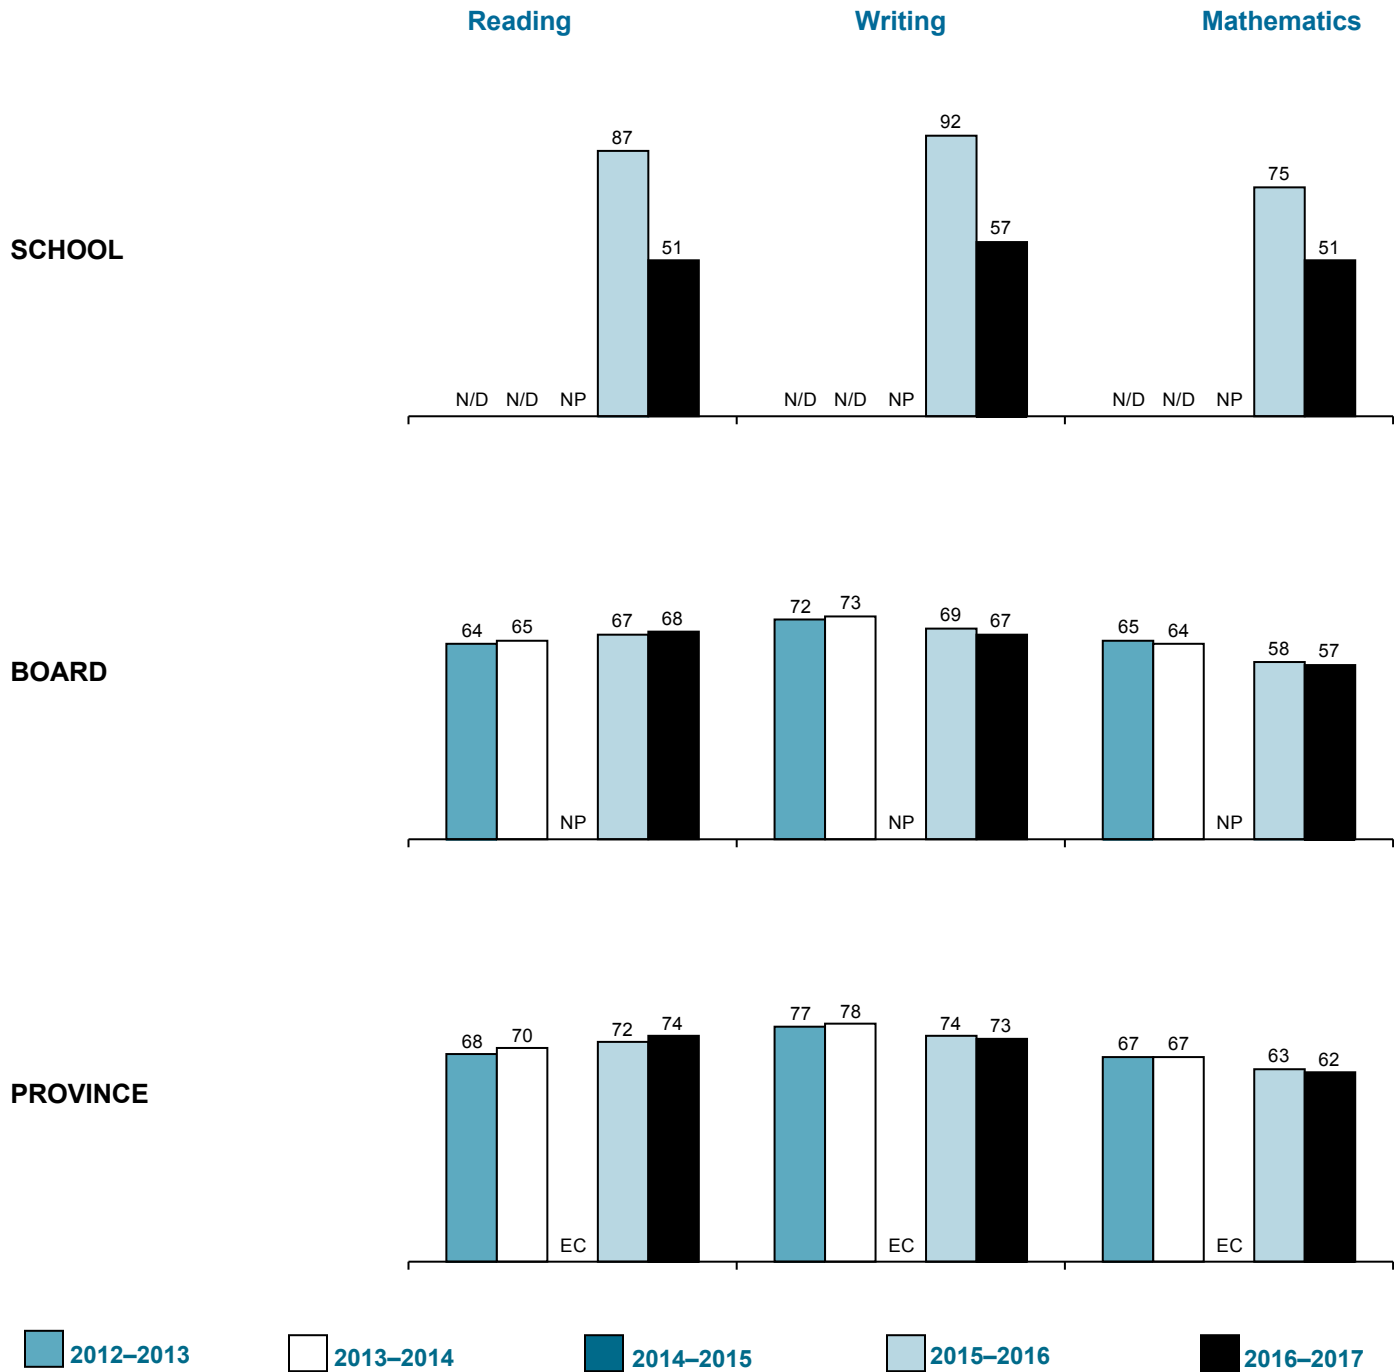 Reading Writing Mathematics
SCHOOL
87 51 92 57 75 51
N/D N/D NP N/D N/D NP N/D N/D NP
BOARD
64 65 67 68 72 73 69 67 65 64 58 57
NP NP NP
PROVINCE
68 70 72 74 77 78 74 73 67 67 63 62
EC EC EC
2012–2013 2013–2014 2014–2015 2015–2016 2016–2017